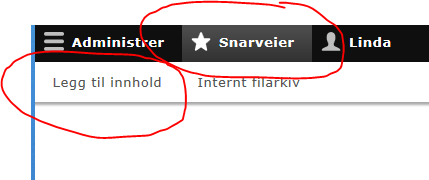 Administrer Snarveier Linda
Legg til innhold Internt filarkiv